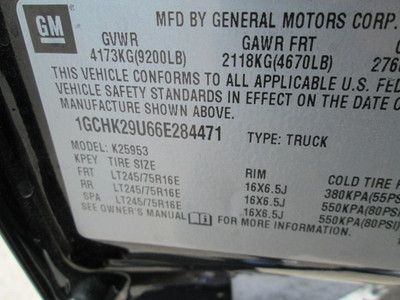 GM
MFD BY GENERAL MOTORS CORP.
GVWR GAWR FRT
4173KG(9200LB) 2118KG(4670LB)
THIS VEHICLE CONFORMS TO ALL APPLICABLE U.S.
VEHICLE SAFETY STANDARDS IN EFFECT ON THE DATE
MANUFACTURE SHOWN ABOVE.
1GCHK29U66E284471 TYPE: TRUCK
MODEL: K25953
KPEY TIRE SIZE RIM COLD TIRE
FRT LT245/75R16E 16X6.5J 380KPA(55PSI
RR LT245/75R16E 16X6.5J 550KPA(80PSI)
SPA LT245/75R16E 16X6.5J 550KPA(80PSI)
SEE OWNER'S MANUAL FOR MORE INFORMATION.